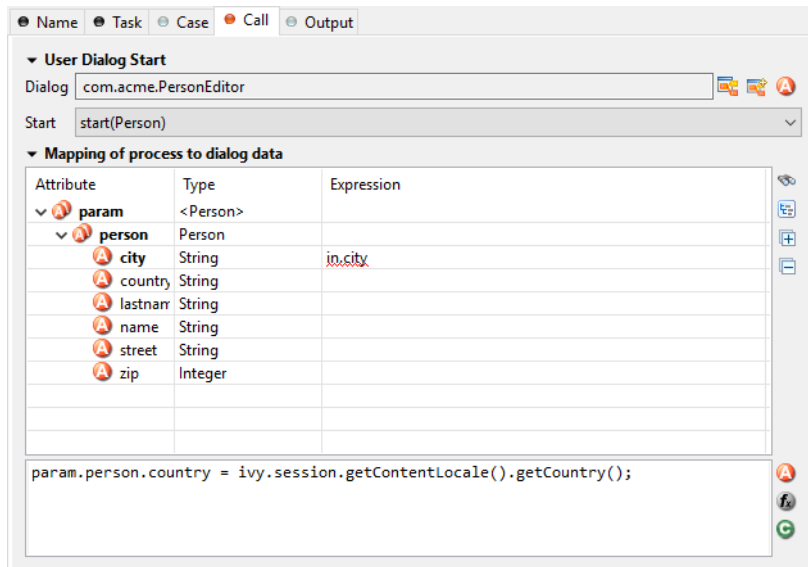 Name Task Case Call Output
User Dialog Start
Dialog com.acme.PersonEditor
Start start(Person)
Mapping of process to dialog data
Attribute Type Expression
param <Person>
person Person
city String in.city
country String
lastnam String
name String
street String
zip Integer
param.person.country = ivy.session.getContentLocale().getCountry();